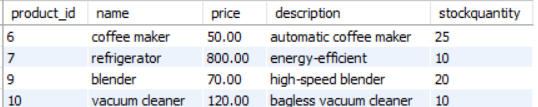 product_id name price description stockquantity
6 coffee maker 50.00 automatic coffee maker 25
7 refrigerator 800.00 energy-efficient 10
9 blender 70.00 high-speed blender 20
10 vacuum cleaner 120.00 bagless vacuum cleaner 10